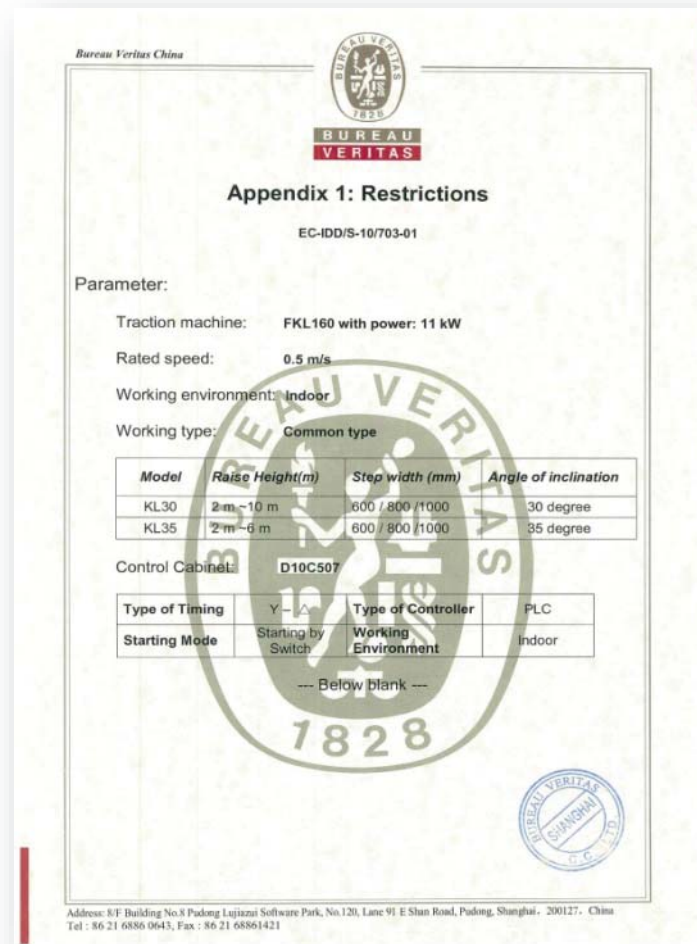 Bureau Veritas China
BUREAU VERITAS
1828
BUREAU
VERITAS
Appendix 1: Restrictions
EC-IDD/S-10/703-01
Parameter:
Traction machine: FKL160 with power: 11 kW
Rated speed: 0.5 m/s
Working environment: Indoor
Working type: Common type
Model Raise Height(m) Step width (mm) Angle of inclination
KL30 2 m ~10 m 600 / 800 /1000 30 degree
KL35 2 m ~6 m 600 / 800 /1000 35 degree
Control Cabinet: D10C507
Type of Timing Y – △ Type of Controller PLC
Starting Mode Starting by Switch Working Environment Indoor
--- Below blank ---
BUREAU VERITAS
1828
BUREAU VERITAS
SHANGHAI
C.C. LTD
Address: 8/F Building No.8 Pudong Lujiazui Software Park, No.120, Lane 91 E Shan Road, Pudong, Shanghai, 200127, China
Tel : 86 21 6886 0643, Fax : 86 21 68861421